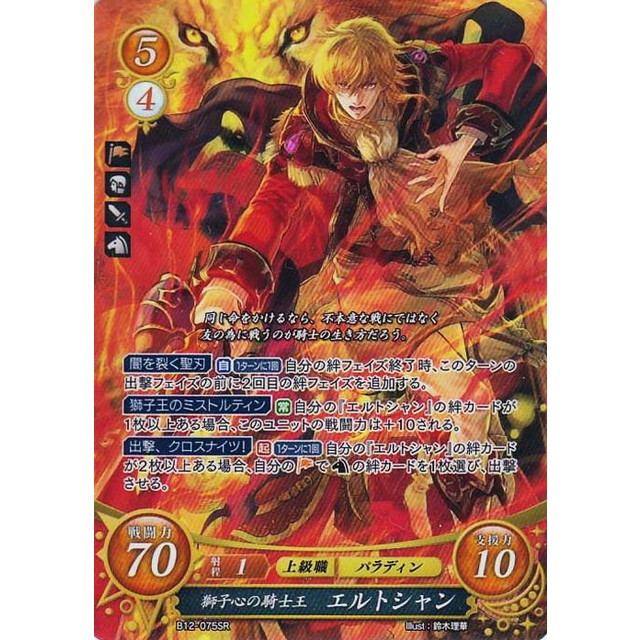 5
4
同じ命をかけるなら、不本意な戦にではなく
友の為に戦うのが騎士の生き方だろう。
闇を裂く聖刃 自 1ターンに1回 自分の絆フェイズ終了時、このターンの
出撃フェイズの前に2回目の絆フェイズを追加する。
獅子王のミストルティン 常 自分の『エルトシャン』の絆カードが
1枚以上ある場合、このユニットの戦闘力は+10される。
出撃、クロスナイツ! 起 1ターンに1回 自分の『エルトシャン』の絆カード
が2枚以上ある場合、自分の で の絆カードを1枚選び、出撃
させる。
戦闘力
70
射程 1 上級職 パラディン
支援力
10
獅子心の騎士王 エルトシャン
B12-075SR
Illust:鈴木理華